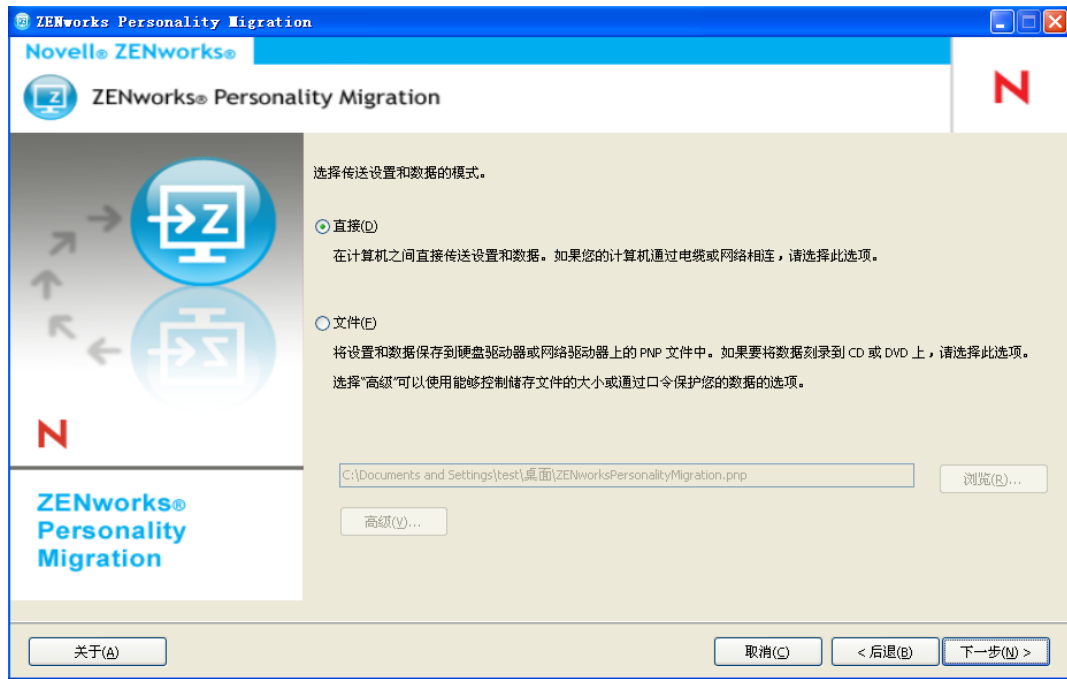 ZENworks Personality Migration
Novell® ZENworks®
ZENworks® Personality Migration
N
Z
选择传送设置和数据的模式。
直接(D)
在计算机之间直接传送设置和数据。如果您的计算机通过电缆或网络相连，请选择此选项。
文件(F)
将设置和数据保存到硬盘驱动器或网络驱动器上的 PNP 文件中。如果要将数据刻录到 CD 或 DVD 上，请选择此选项。
选择“高级”可以使用能够控制储存文件的大小或通过口令保护您的数据的选项。
C:\Documents and Settings\test\桌面\ZENworksPersonalityMigration.pnp
浏览(R)...
高级(V)...
N
ZENworks®
Personality
Migration
关于(A)
取消(C)
< 后退(B)
下一步(N) >